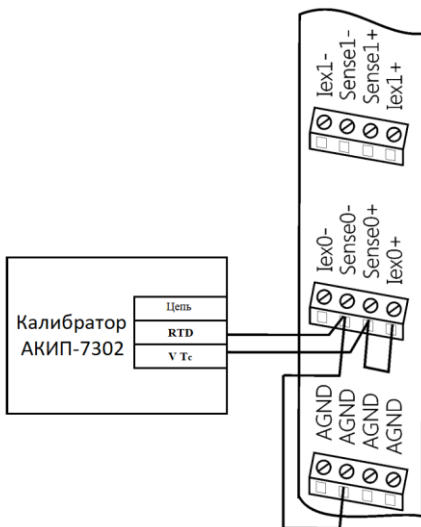 Iex1-
Sense1-
Sense1+
Iex1+
Iex0-
Sense0-
Sense0+
Iex0+
Калибратор
АКИП-7302
Цепь
RTD
V Tc
AGND
AGND
AGND
AGND